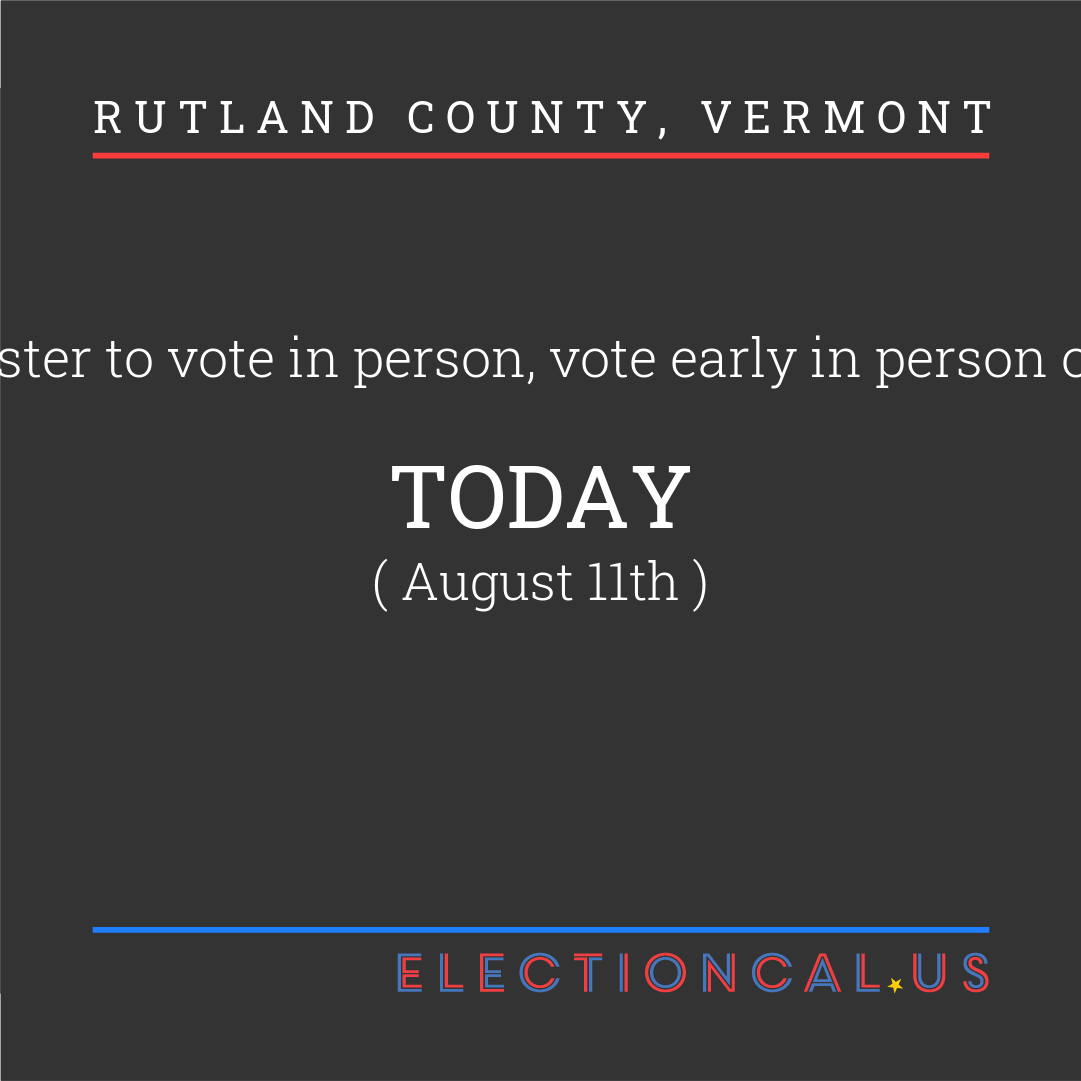 RUTLAND COUNTY, VERMONT
ster to vote in person, vote early in person
TODAY
( August 11th )
ELECTIONCAL.US